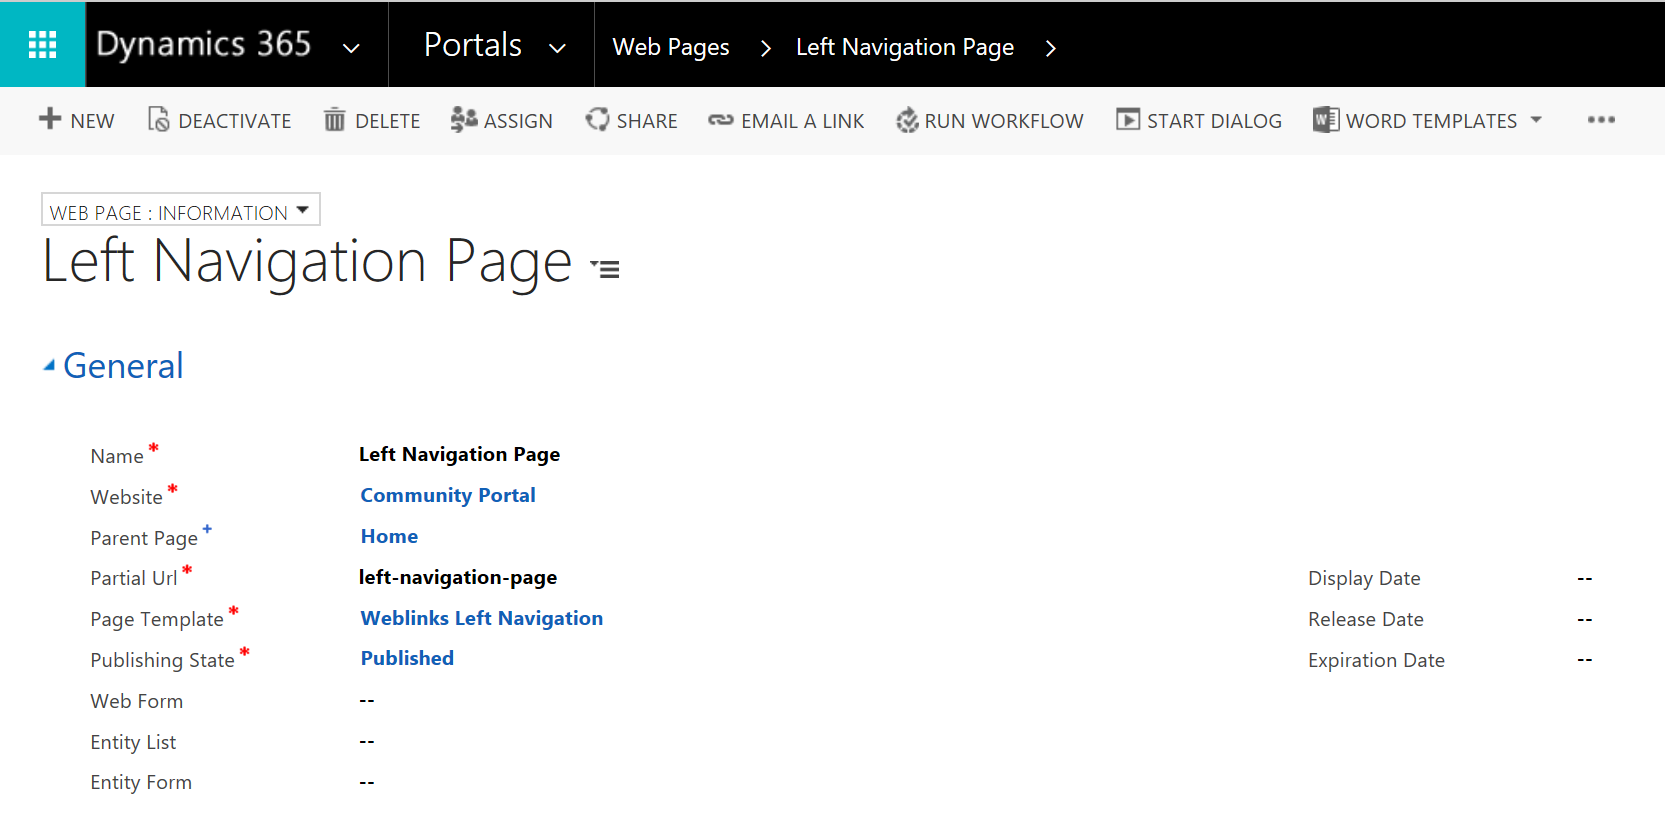 Dynamics 365 Portals Web Pages Left Navigation Page
NEW DEACTIVATE DELETE ASSIGN SHARE EMAIL A LINK RUN WORKFLOW START DIALOG WORD TEMPLATES
WEB PAGE : INFORMATION
Left Navigation Page
General
Name* Left Navigation Page
Website* Community Portal
Parent Page+ Home
Partial Url* left-navigation-page Display Date --
Page Template* Weblinks Left Navigation Release Date --
Publishing State* Published Expiration Date --
Web Form --
Entity List --
Entity Form --